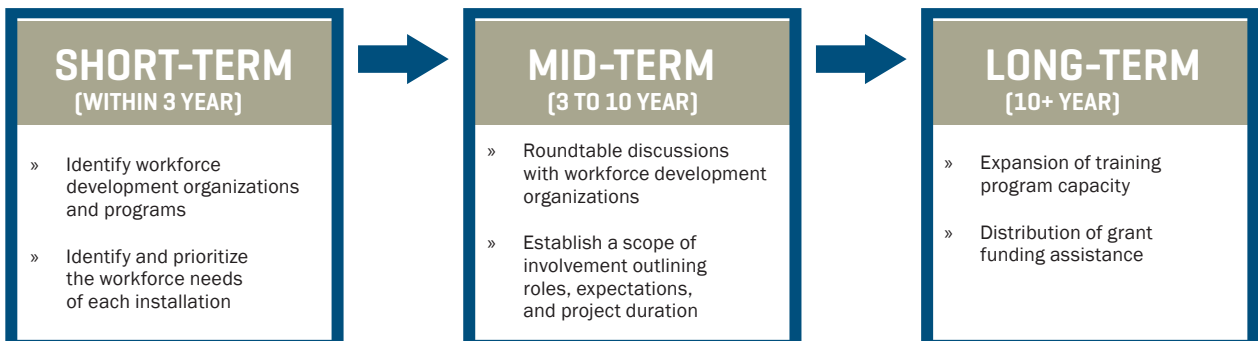 SHORT-TERM
(WITHIN 3 YEAR)
» Identify workforce
development organizations
and programs
» Identify and prioritize
the workforce needs
of each installation
MID-TERM
(3 TO 10 YEAR)
» Roundtable discussions
with workforce development
organizations
» Establish a scope of
involvement outlining
roles, expectations,
and project duration
LONG-TERM
(10+ YEAR)
» Expansion of training
program capacity
» Distribution of grant
funding assistance